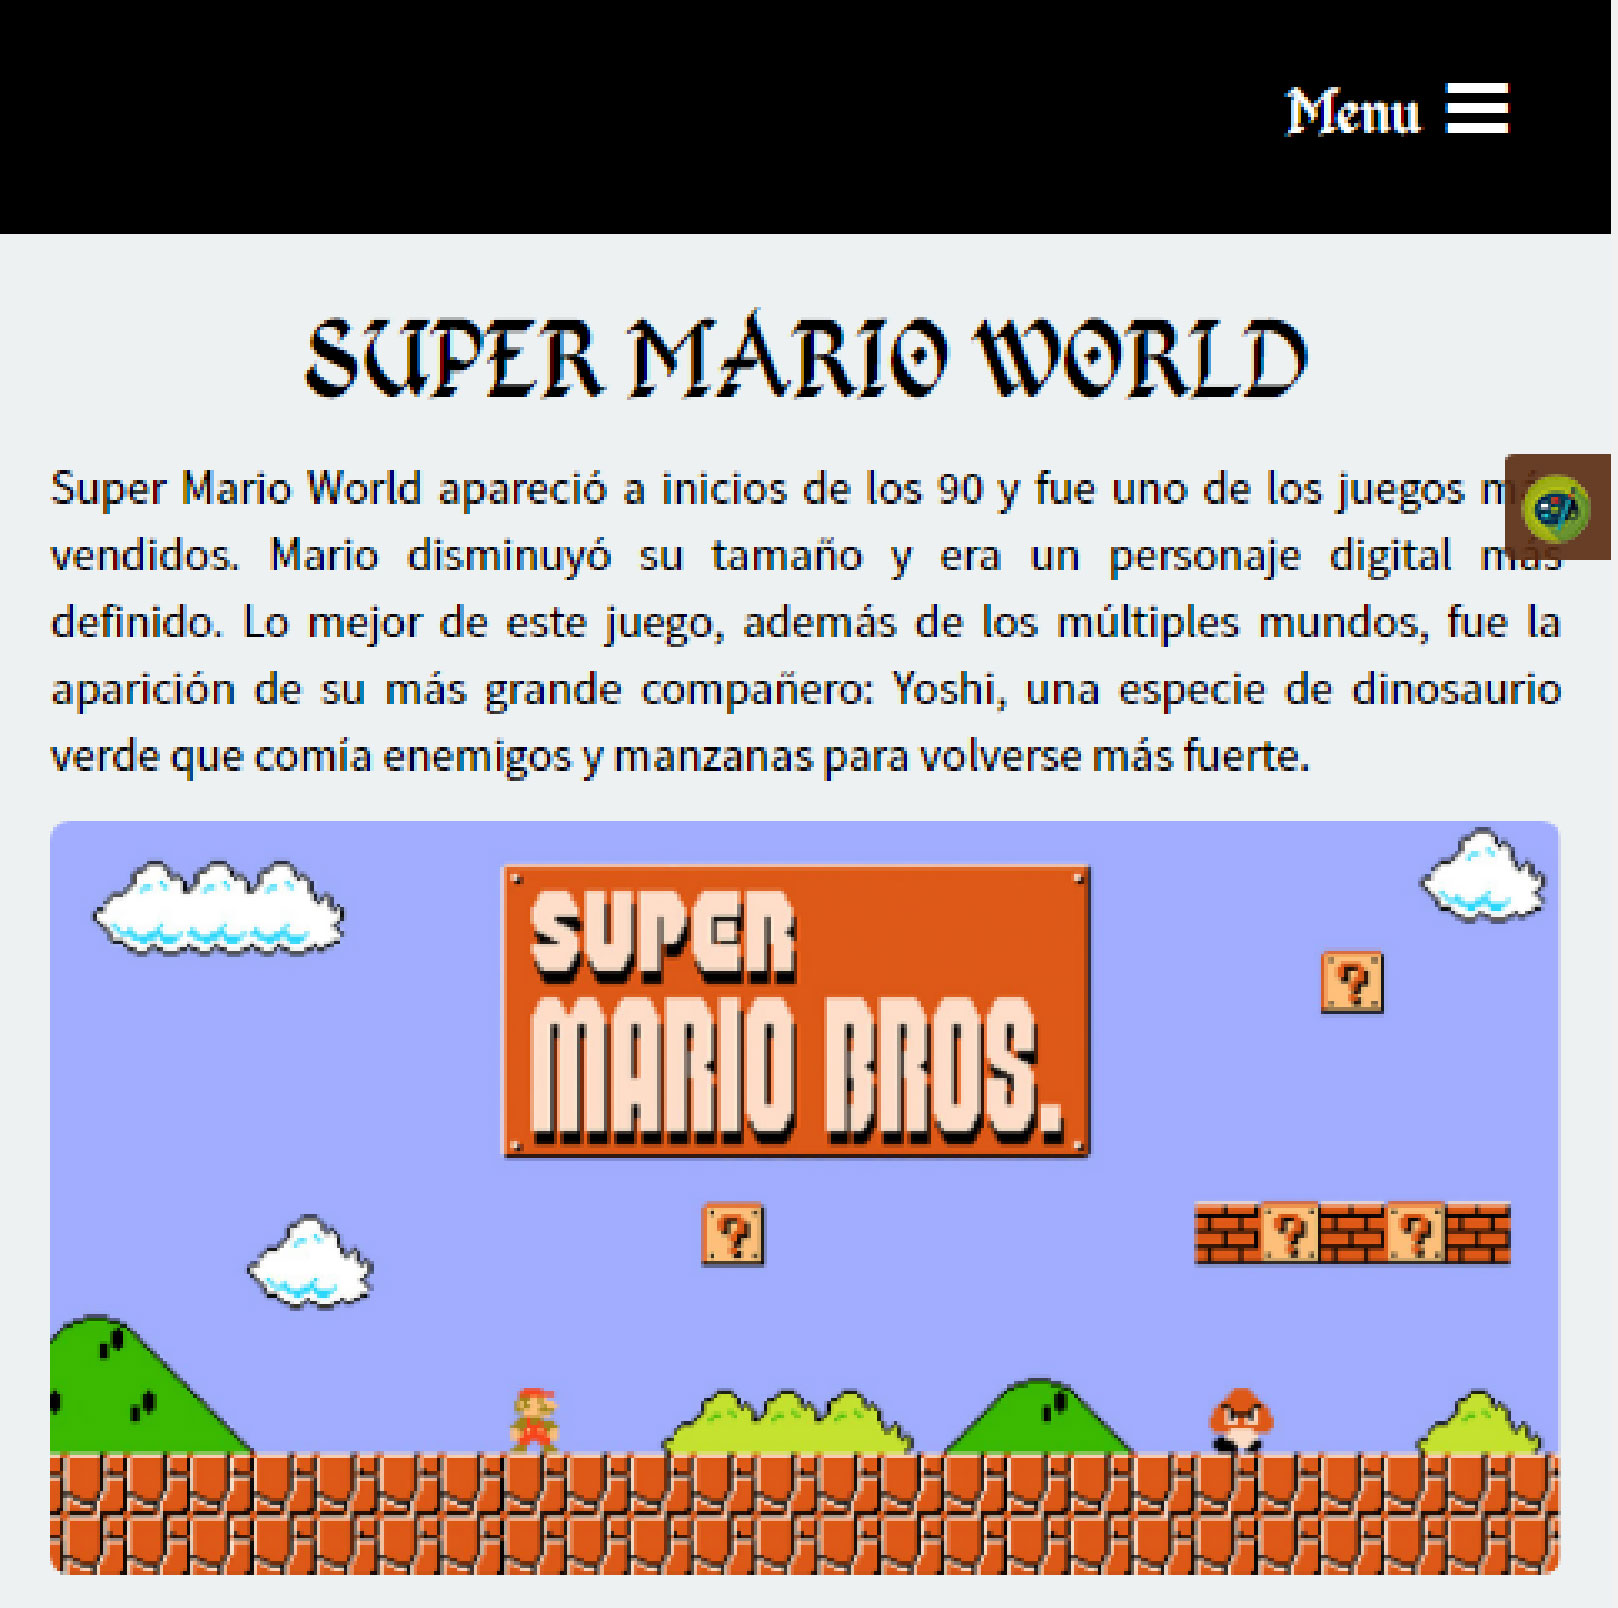 Menu
SUPER MARIO WORLD
Super Mario World apareció a inicios de los 90 y fue uno de los juegos más
vendidos. Mario disminuyó su tamaño y era un personaje digital más
definido. Lo mejor de este juego, además de los múltiples mundos, fue la
aparición de su más grande compañero: Yoshi, una especie de dinosaurio
verde que comía enemigos y manzanas para volverse más fuerte.
SUPER
MARIO BROS.
?
?
? ?